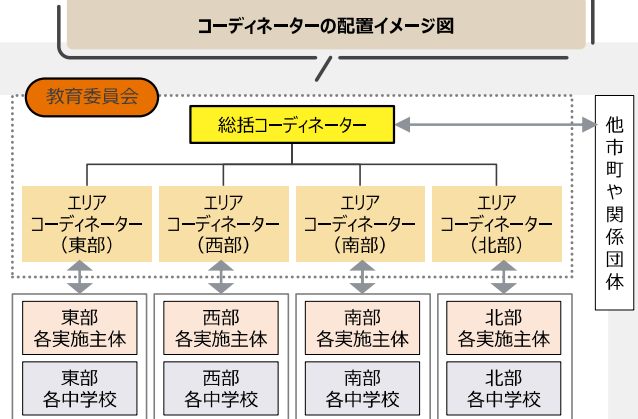 コーディネーターの配置イメージ図
教育委員会
総括コーディネーター
他市町や関係団体
エリア
コーディネーター
（東部）
エリア
コーディネーター
（西部）
エリア
コーディネーター
（南部）
エリア
コーディネーター
（北部）
東部
各実施主体
西部
各実施主体
南部
各実施主体
北部
各実施主体
東部
各中学校
西部
各中学校
南部
各中学校
北部
各中学校